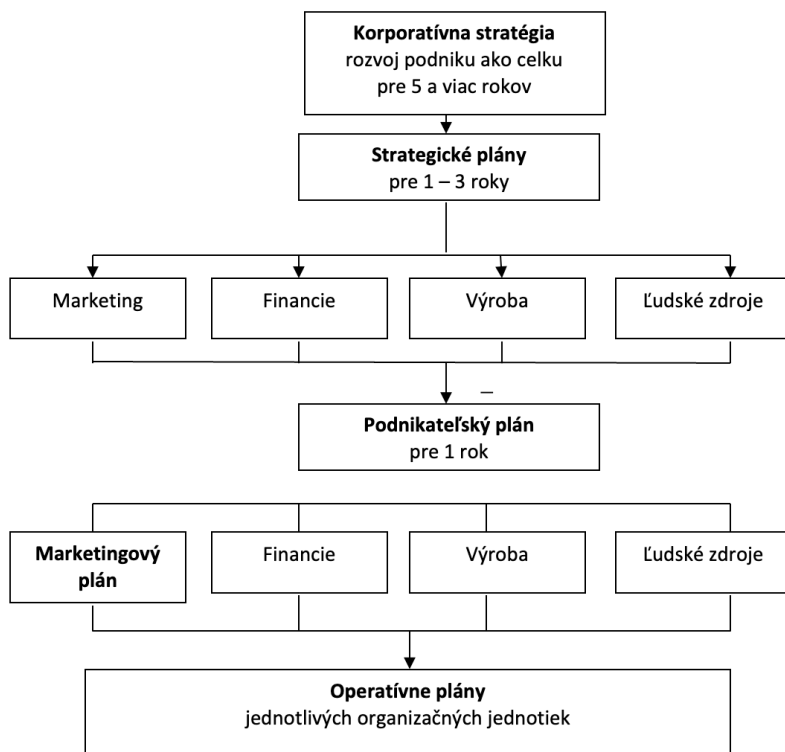 Korporatívna stratégia
rozvoj podniku ako celku
pre 5 a viac rokov
Strategické plány
pre 1 – 3 roky
Marketing
Financie
Výroba
Ľudské zdroje
–
Podnikateľský plán
pre 1 rok
Marketingový
plán
Financie
Výroba
Ľudské zdroje
Operatívne plány
jednotlivých organizačných jednotiek